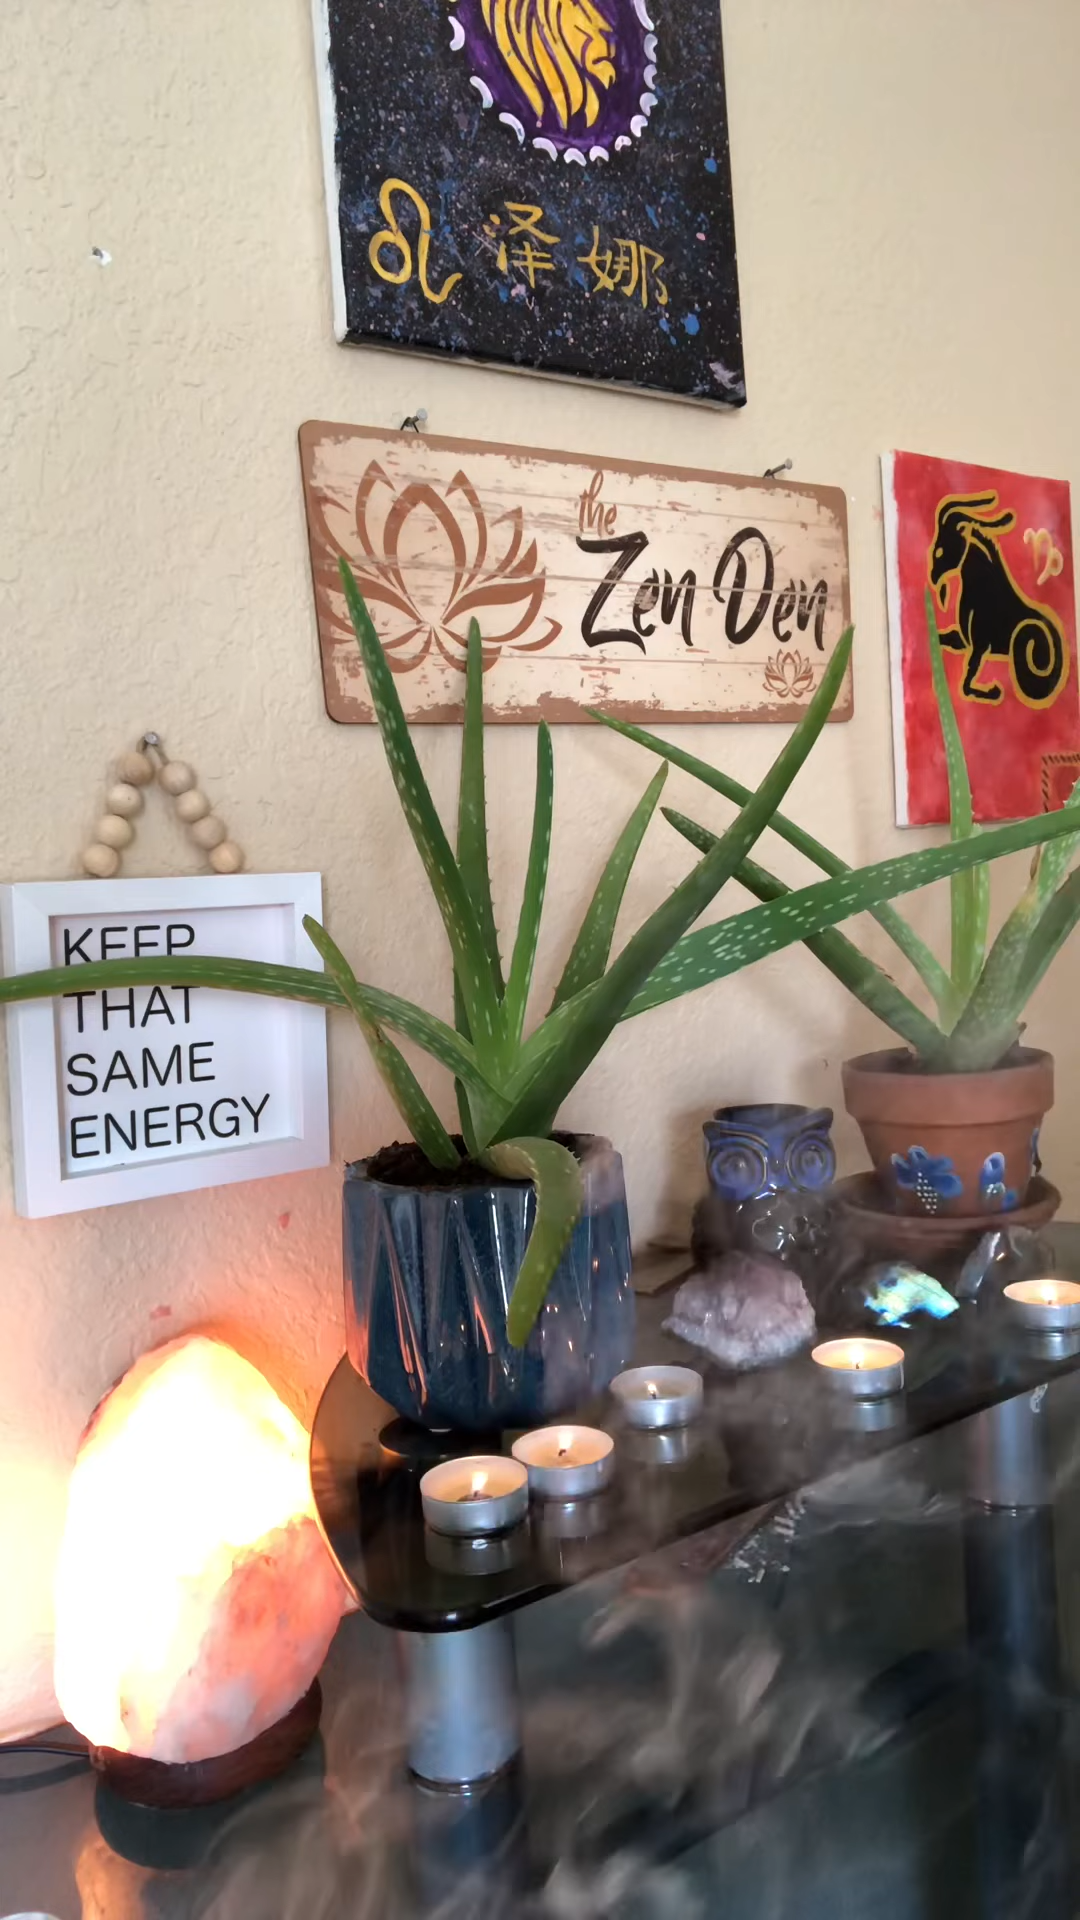 ♌ 泽娜
the
Zen Den
♑
KEEP
THAT
SAME
ENERGY